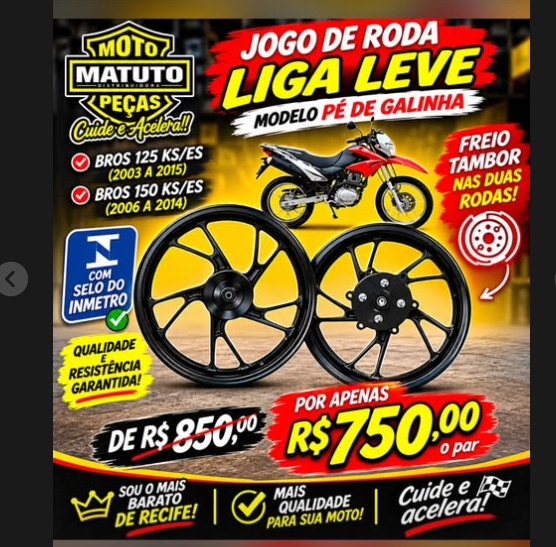 MOTO
MATUTO
DISTRIBUIDORA
PEÇAS
Cuide e Acelera!!
JOGO DE RODA
LIGA LEVE
MODELO PÉ DE GALINHA
BROS 125 KS/ES
(2003 A 2015)
BROS 150 KS/ES
(2006 A 2014)
FREIO
TAMBOR
NAS DUAS
RODAS!
COM
SELO DO
INMETRO
QUALIDADE
E
RESISTÊNCIA
GARANTIDA!
DE R$ 850,00
POR APENAS
R$750,00
o par
SOU O MAIS
BARATO
DE RECIFE!
MAIS
QUALIDADE
PARA SUA MOTO!
Cuide e
acelera!